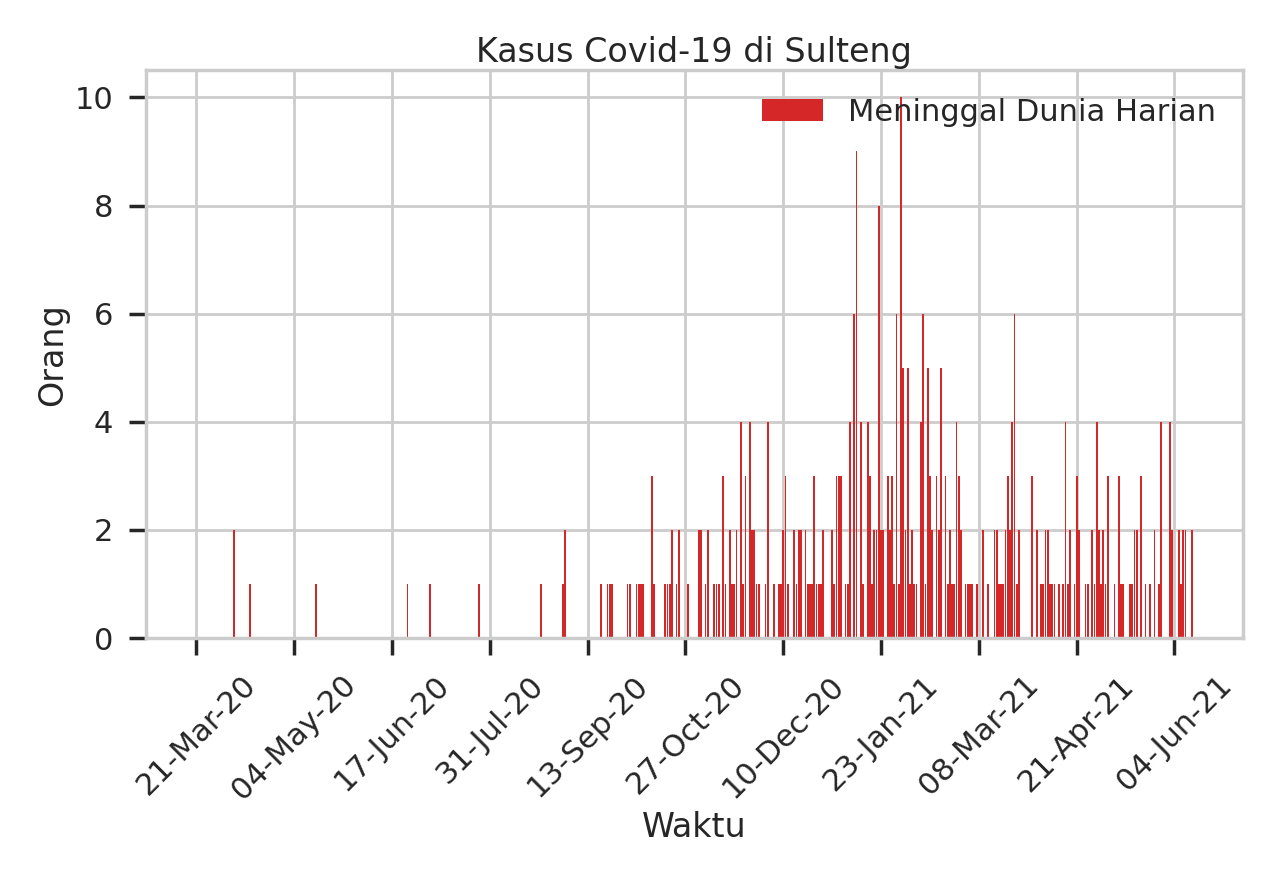 Kasus Covid-19 di Sulteng
Meninggal Dunia Harian
Orang
10
8
6
4
2
0
21-Mar-20
04-May-20
17-Jun-20
31-Jul-20
13-Sep-20
27-Oct-20
10-Dec-20
23-Jan-21
08-Mar-21
21-Apr-21
04-Jun-21
Waktu